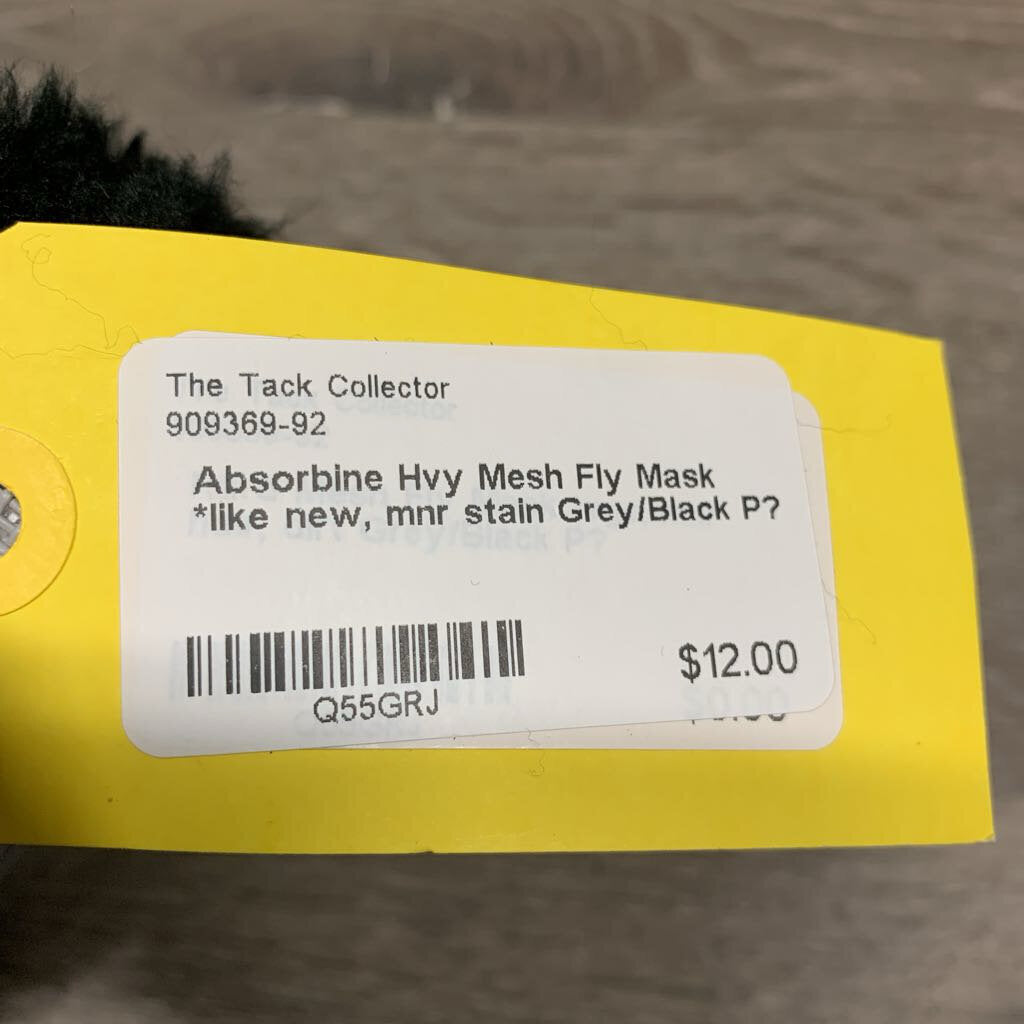 The Tack Collector
909369-92
Absorbine Hvy Mesh Fly Mask
*like new, mnr stain Grey/Black P?
Q55GRJ
$12.00